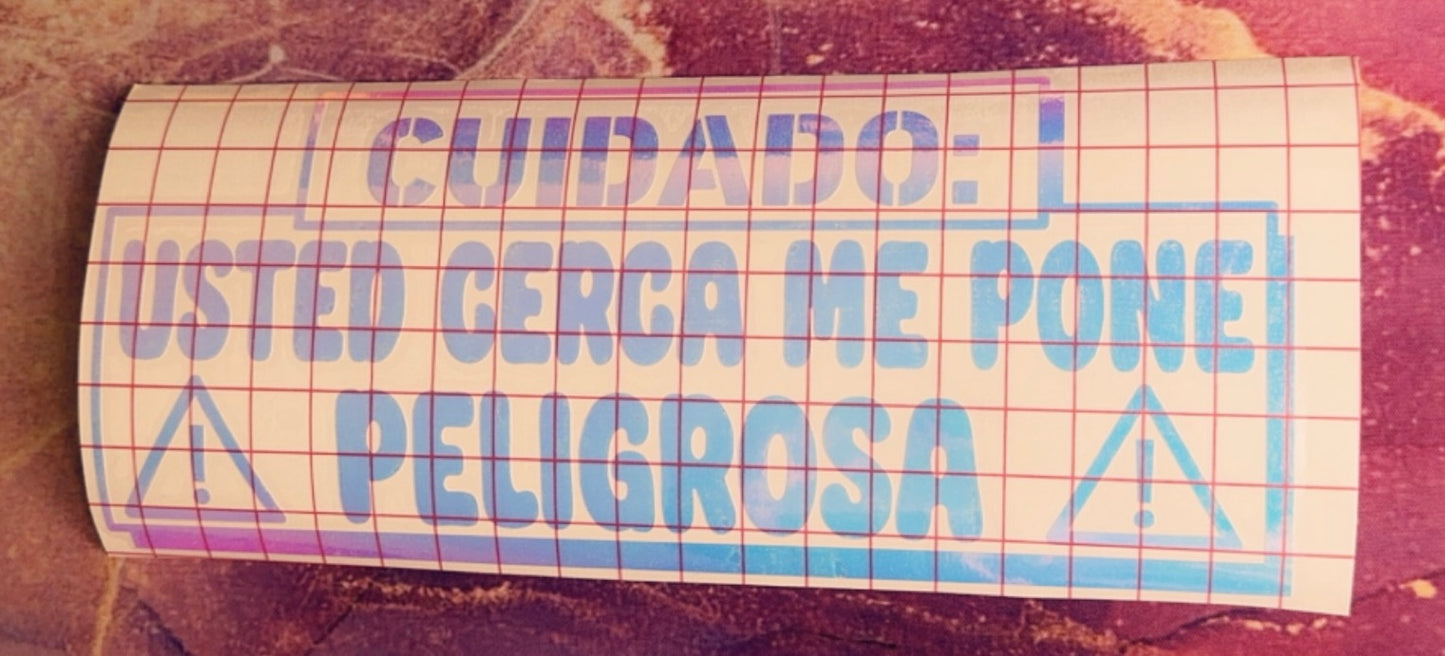 CUIDADO:
USTED CERCA ME PONE
PELIGROSA